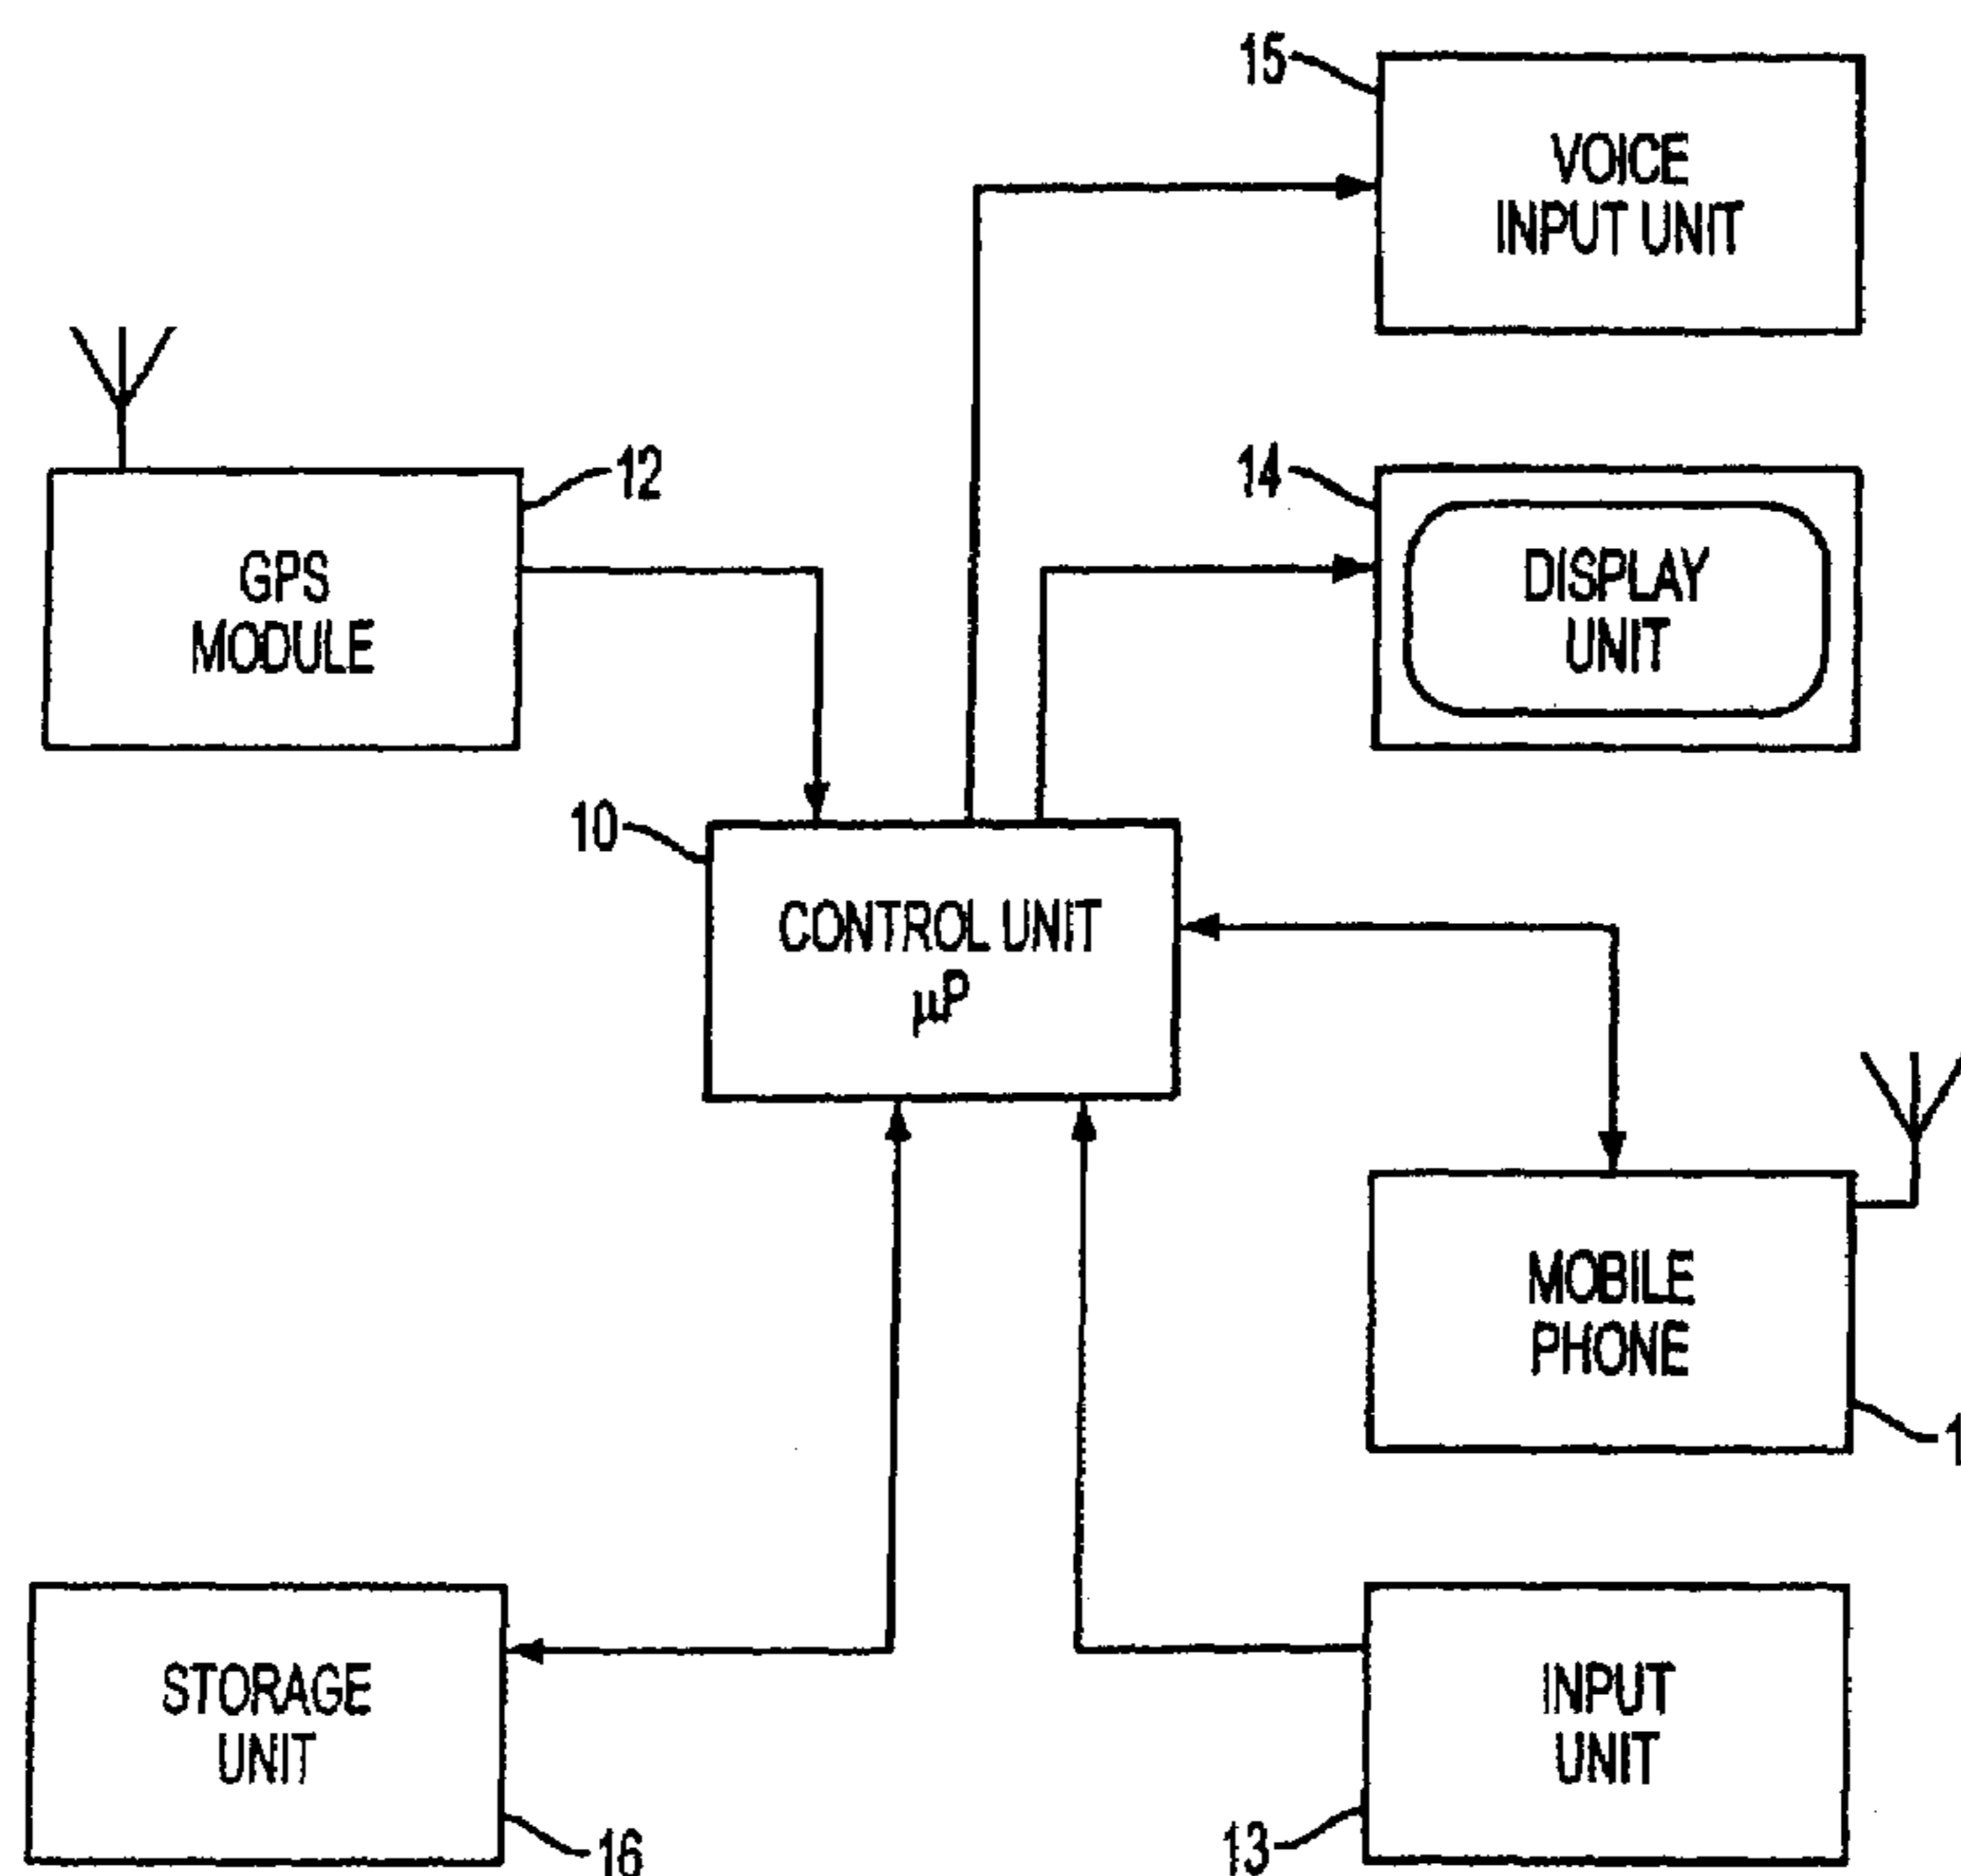 15
VOICE
INPUT UNIT
12
GPS
MODULE
14
DISPLAY
UNIT
10
CONTROL UNIT
μP
MOBILE
PHONE
STORAGE
UNIT
16
INPUT
UNIT
13